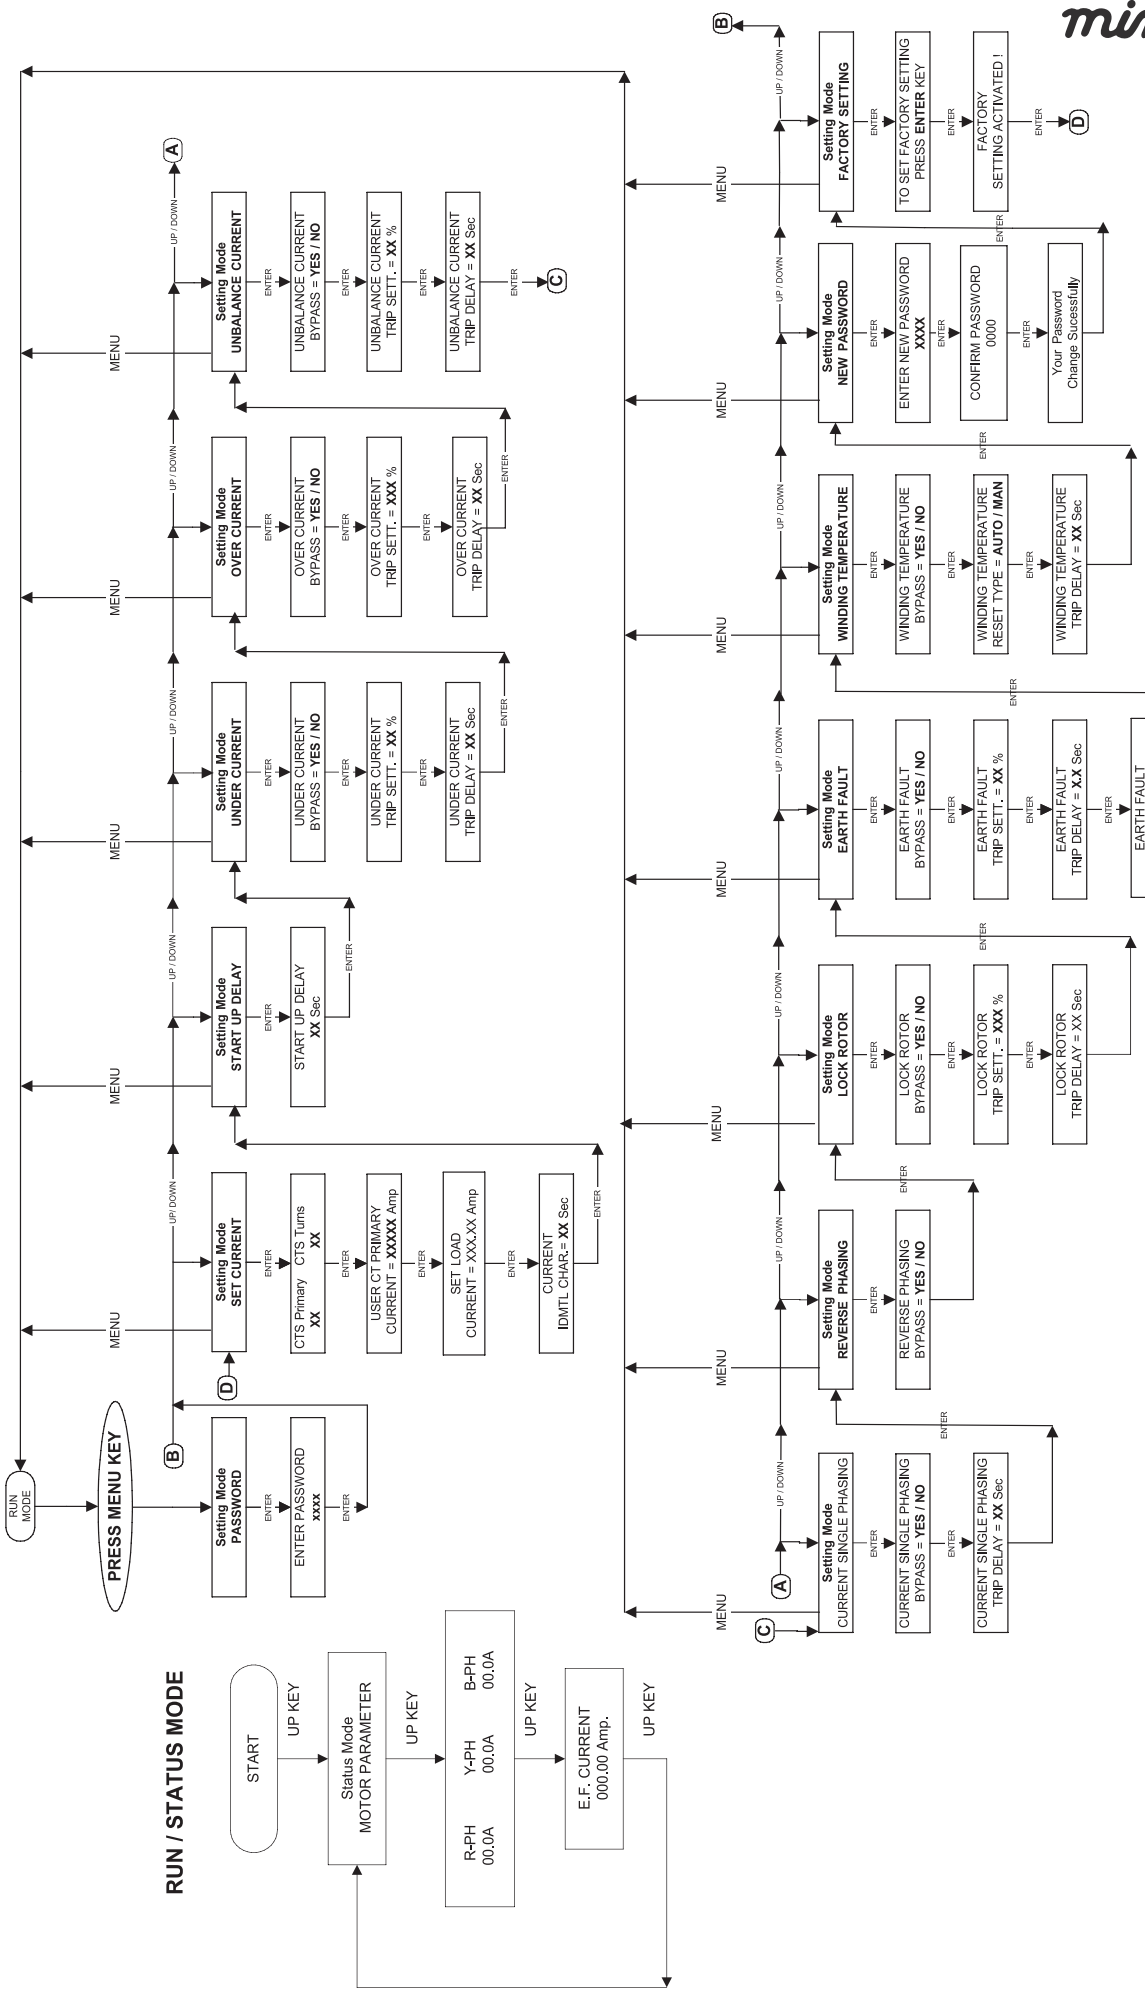 RUN / STATUS MODE
START
UP KEY
Status Mode
MOTOR PARAMETER
UP KEY
R-PH Y-PH B-PH
00.0A 00.0A 00.0A
UP KEY
E.F. CURRENT
000.00 Amp.
UP KEY
RUN
MODE
PRESS MENU KEY
Setting Mode
PASSWORD
ENTER
ENTER PASSWORD
XXXX
ENTER
B
MENU
UP/ DOWN
D
Setting Mode
SET CURRENT
ENTER
CTS Primary CTS Turns
XX XX
ENTER
USER CT PRIMARY
CURRENT = XXXXX Amp
ENTER
SET LOAD
CURRENT = XXX.XX Amp
ENTER
CURRENT
IDMTL CHAR.= XX Sec
ENTER
MENU
UP / DOWN
Setting Mode
START UP DELAY
ENTER
START UP DELAY
XX Sec
ENTER
MENU
UP / DOWN
Setting Mode
UNDER CURRENT
ENTER
UNDER CURRENT
BYPASS = YES / NO
ENTER
UNDER CURRENT
TRIP SETT. = XX %
ENTER
UNDER CURRENT
TRIP DELAY = XX Sec
ENTER
MENU
UP / DOWN
Setting Mode
OVER CURRENT
ENTER
OVER CURRENT
BYPASS = YES / NO
ENTER
OVER CURRENT
TRIP SETT. = XXX %
ENTER
OVER CURRENT
TRIP DELAY = XX Sec
ENTER
MENU
UP / DOWN
A
Setting Mode
UNBALANCE CURRENT
ENTER
UNBALANCE CURRENT
BYPASS = YES / NO
ENTER
UNBALANCE CURRENT
TRIP SETT. = XX %
ENTER
UNBALANCE CURRENT
TRIP DELAY = XX Sec
ENTER
C
MENU
C
A
UP / DOWN
Setting Mode
CURRENT SINGLE PHASING
ENTER
CURRENT SINGLE PHASING
BYPASS = YES / NO
ENTER
CURRENT SINGLE PHASING
TRIP DELAY = XX Sec
ENTER
MENU
UP / DOWN
Setting Mode
REVERSE PHASING
ENTER
REVERSE PHASING
BYPASS = YES / NO
ENTER
MENU
UP / DOWN
Setting Mode
LOCK ROTOR
ENTER
LOCK ROTOR
BYPASS = YES / NO
ENTER
LOCK ROTOR
TRIP SETT. = XXX %
ENTER
LOCK ROTOR
TRIP DELAY = XX Sec
ENTER
MENU
UP / DOWN
Setting Mode
EARTH FAULT
ENTER
EARTH FAULT
BYPASS = YES / NO
ENTER
EARTH FAULT
TRIP SETT. = XX %
ENTER
EARTH FAULT
TRIP DELAY = X.X Sec
ENTER
EARTH FAULT
ENTER
MENU
UP / DOWN
Setting Mode
WINDING TEMPERATURE
ENTER
WINDING TEMPERATURE
BYPASS = YES / NO
ENTER
WINDING TEMPERATURE
RESET TYPE = AUTO / MAN
ENTER
WINDING TEMPERATURE
TRIP DELAY = XX Sec
ENTER
MENU
UP / DOWN
Setting Mode
NEW PASSWORD
ENTER
ENTER NEW PASSWORD
XXXX
ENTER
CONFIRM PASSWORD
0000
ENTER
Your Password
Change Sucessfully
ENTER
MENU
UP / DOWN
B
Setting Mode
FACTORY SETTING
ENTER
TO SET FACTORY SETTING
PRESS ENTER KEY
ENTER
FACTORY
SETTING ACTIVATED !
ENTER
D